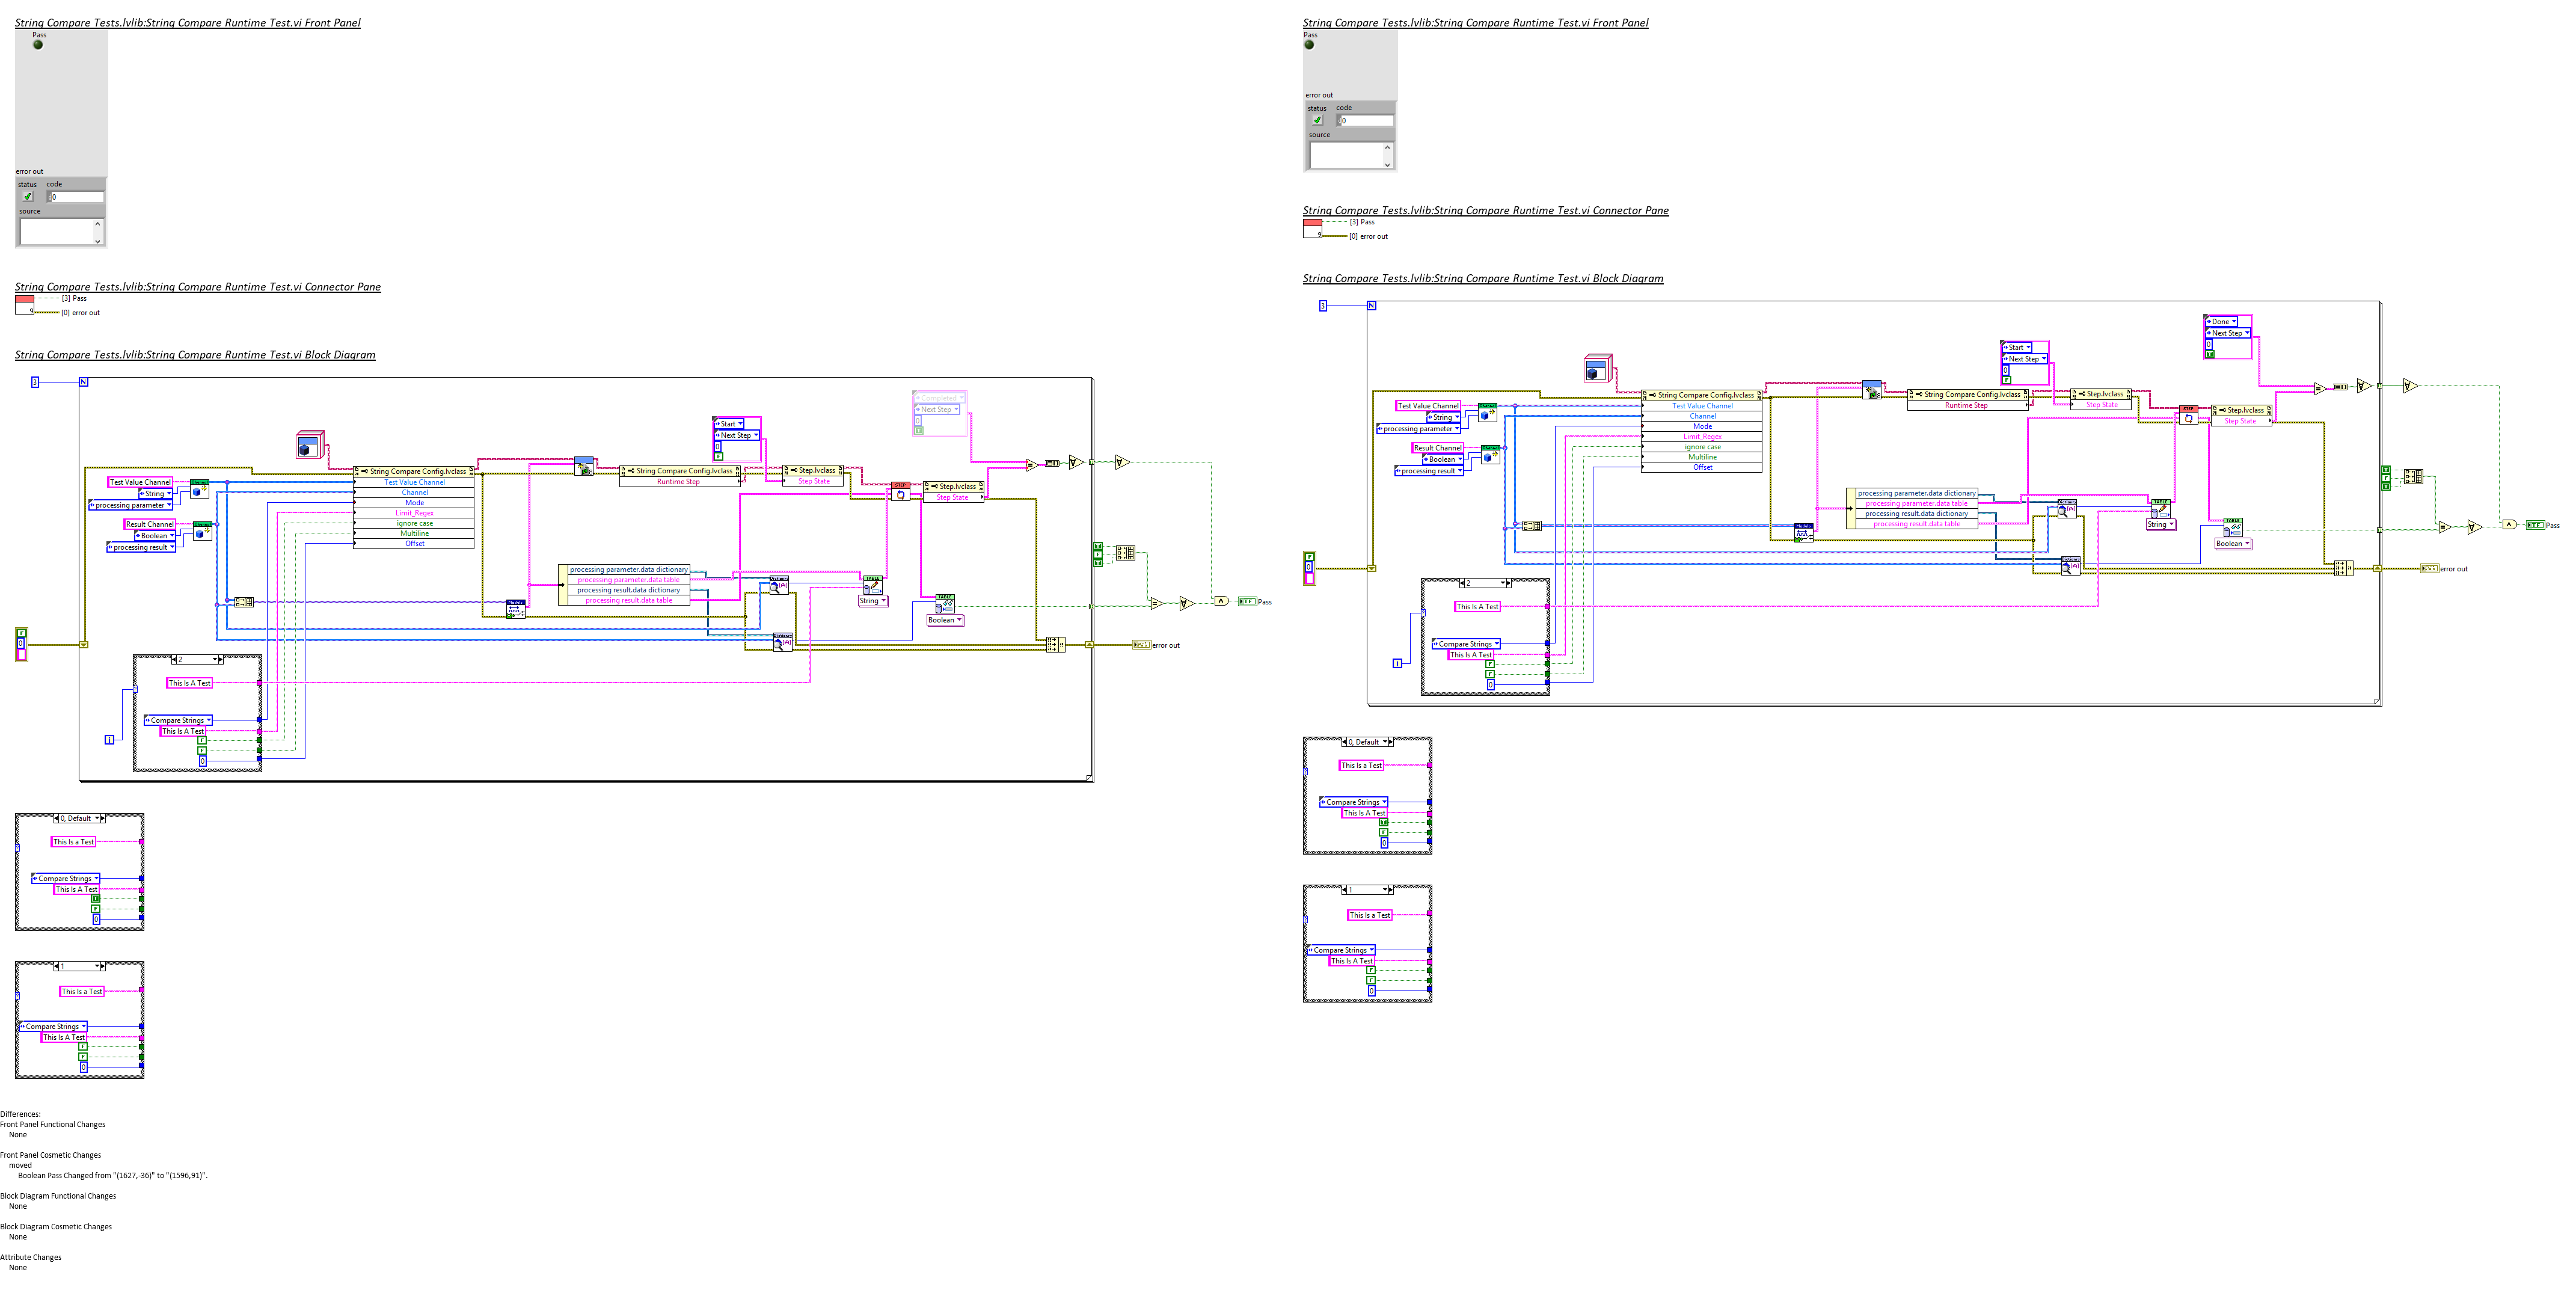 String Compare Tests.lvlib:String Compare Runtime Test.vi Front Panel
Pass
error out
status code
0
source
String Compare Tests.lvlib:String Compare Runtime Test.vi Connector Pane
[3] Pass
[0] error out
String Compare Tests.lvlib:String Compare Runtime Test.vi Block Diagram
3
N
Completed
Next Step
0
Start
Next Step
0
F
String Compare Config.lvclass
Test Value Channel
Channel
Mode
Limit_Regex
ignore case
Multiline
Offset
Test Value Channel
String
processing parameter
Result Channel
Boolean
processing result
String Compare Config.lvclass
Runtime Step
Step.lvclass
Step State
STEP
Step.lvclass
Step State
processing parameter.data dictionary
processing parameter.data table
processing result.data dictionary
processing result.data table
Module
TABLE
String
TABLE
Boolean
Pass
error out
F
0
2
This Is A Test
Compare Strings
This Is A Test
F
F
0
i
0, Default
This Is a Test
Compare Strings
This Is A Test
F
0
1
This Is a Test
Compare Strings
This Is A Test
F
F
0
Differences:
Front Panel Functional Changes
None
Front Panel Cosmetic Changes
moved
Boolean Pass Changed from "(1627,-36)" to "(1596,91)".
Block Diagram Functional Changes
None
Block Diagram Cosmetic Changes
None
Attribute Changes
None
String Compare Tests.lvlib:String Compare Runtime Test.vi Front Panel
Pass
error out
status code
0
source
String Compare Tests.lvlib:String Compare Runtime Test.vi Connector Pane
[3] Pass
[0] error out
String Compare Tests.lvlib:String Compare Runtime Test.vi Block Diagram
3
N
Done
Next Step
0
Start
Next Step
0
F
String Compare Config.lvclass
Test Value Channel
Channel
Mode
Limit_Regex
ignore case
Multiline
Offset
Test Value Channel
String
processing parameter
Result Channel
Boolean
processing result
String Compare Config.lvclass
Runtime Step
Step.lvclass
Step State
STEP
Step.lvclass
Step State
processing parameter.data dictionary
processing parameter.data table
processing result.data dictionary
processing result.data table
Module
TABLE
String
TABLE
Boolean
Pass
error out
F
0
2
This Is A Test
Compare Strings
This Is A Test
F
F
0
i
0, Default
This Is a Test
Compare Strings
This Is A Test
F
0
1
This Is a Test
Compare Strings
This Is A Test
F
F
0